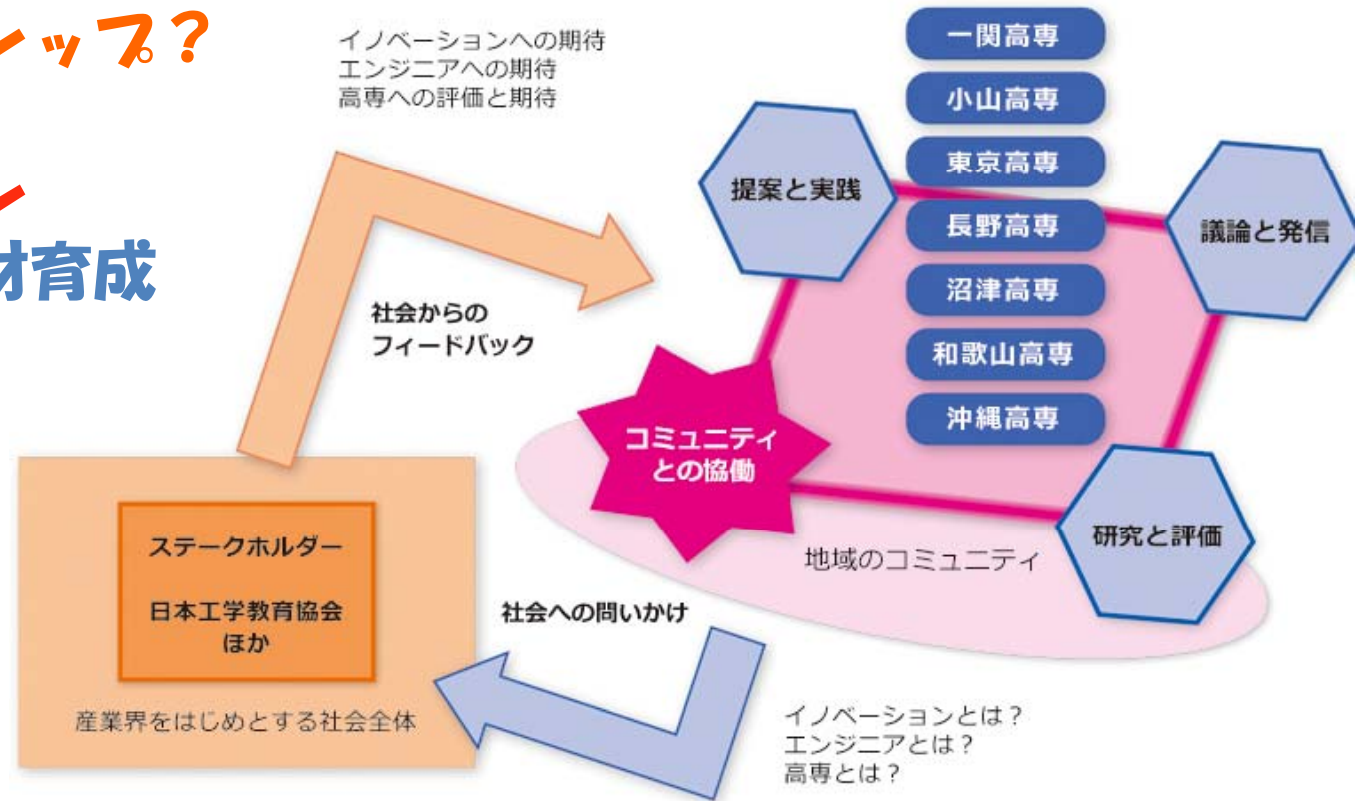 ップ?
材育成
イノベーションへの期待
エンジニアへの期待
高専への評価と期待
社会からの
フィードバック
一関高専
小山高専
東京高専
長野高専
沼津高専
和歌山高専
沖縄高専
提案と実践
議論と発信
コミュニティ
との協働
研究と評価
地域のコミュニティ
ステークホルダー
日本工学教育協会
ほか
産業界をはじめとする社会全体
社会への問いかけ
イノベーションとは?
エンジニアとは?
高専とは?